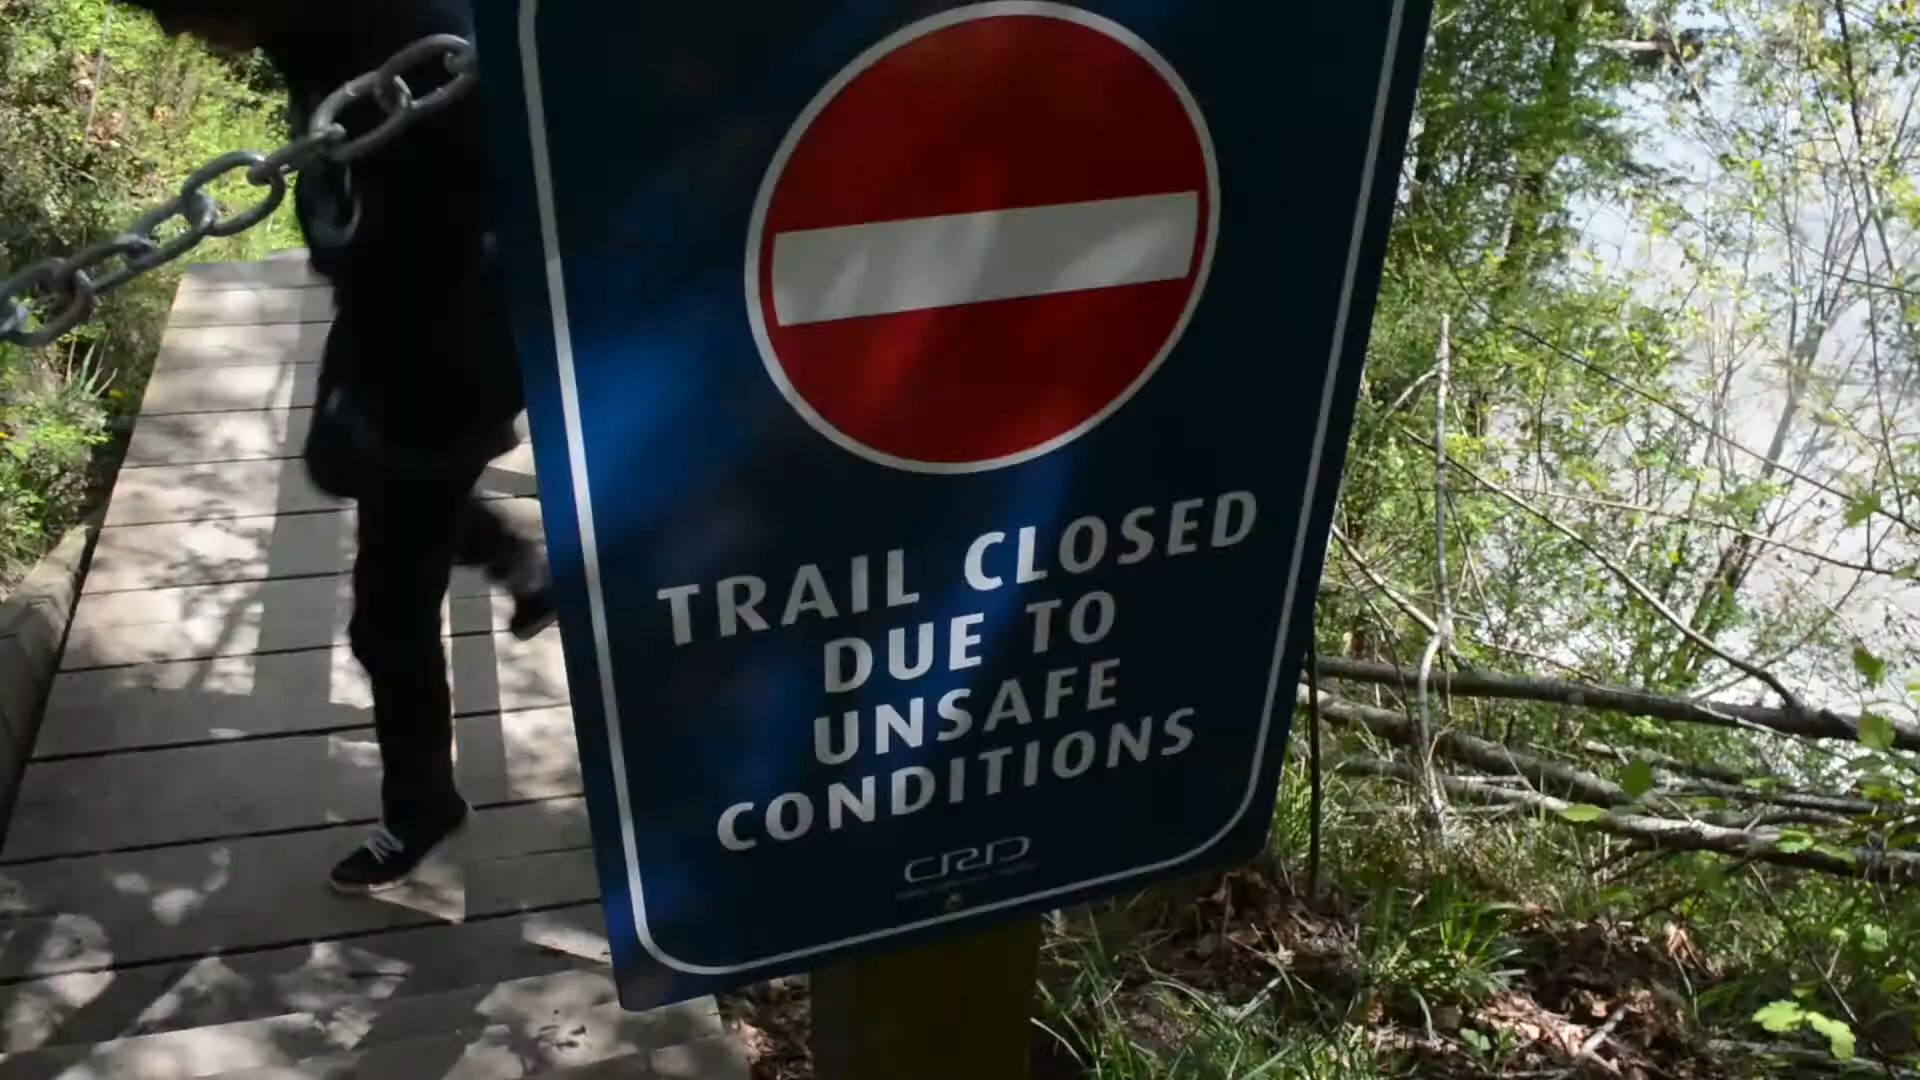 TRAIL CLOSED
DUE TO
UNSAFE
CONDITIONS
CRD